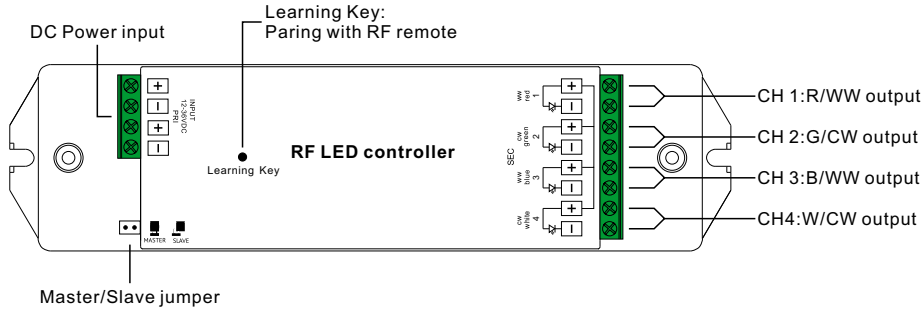 Learning Key:
Paring with RF remote
DC Power input
+
−
+
−
INPUT
12-36VDC
PRI
RF LED controller
Learning Key
SEC
ww
red
1
+
−
cw
green
2
+
−
ww
blue
3
+
−
cw
white
4
+
−
CH 1:R/WW output
CH 2:G/CW output
CH 3:B/WW output
CH4:W/CW output
MASTER SLAVE
Master/Slave jumper